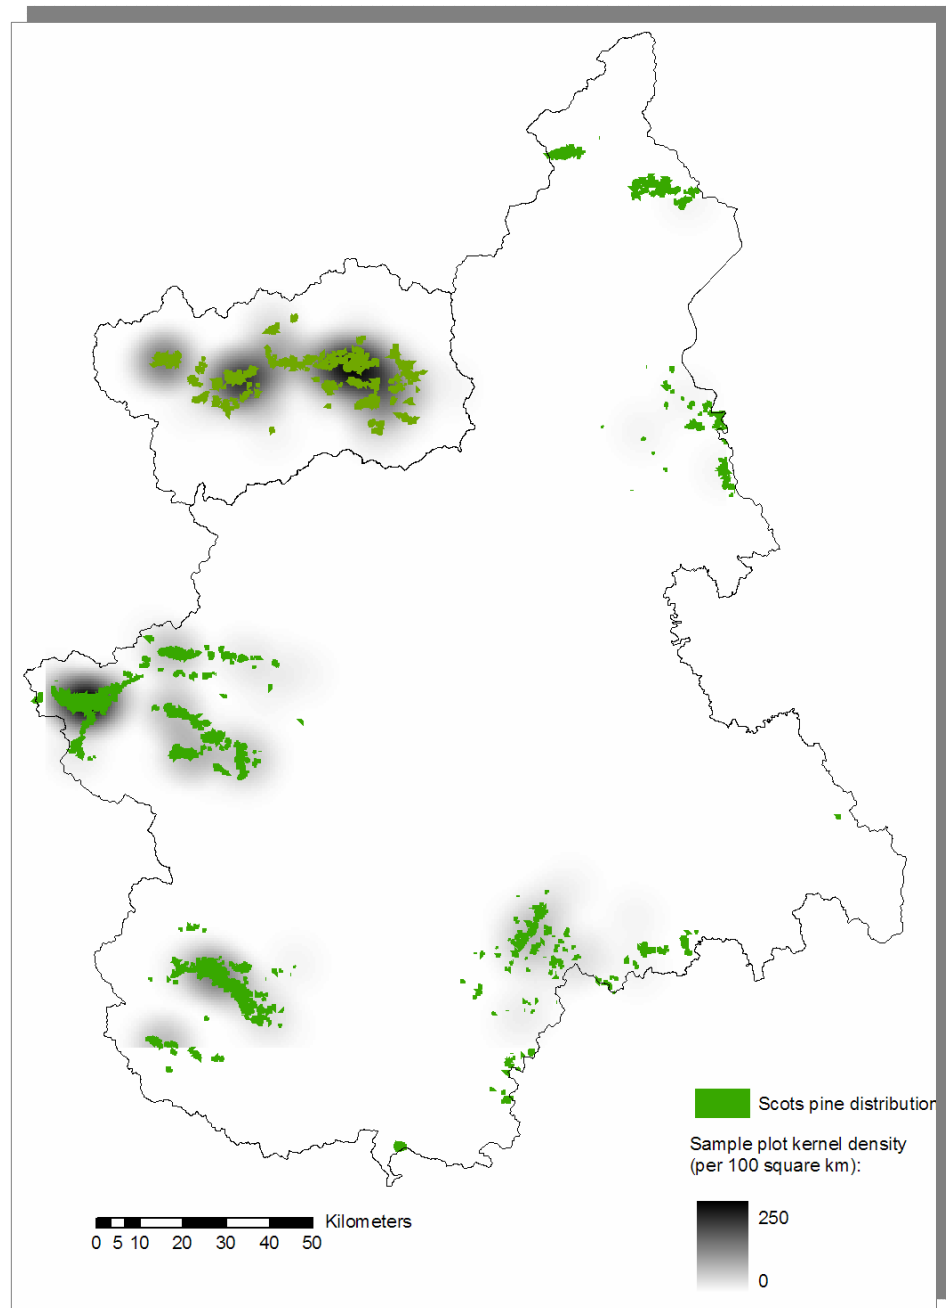 Scots pine distribution
Sample plot kernel density
(per 100 square km):
250
0
Kilometers
0 5 10 20 30 40 50